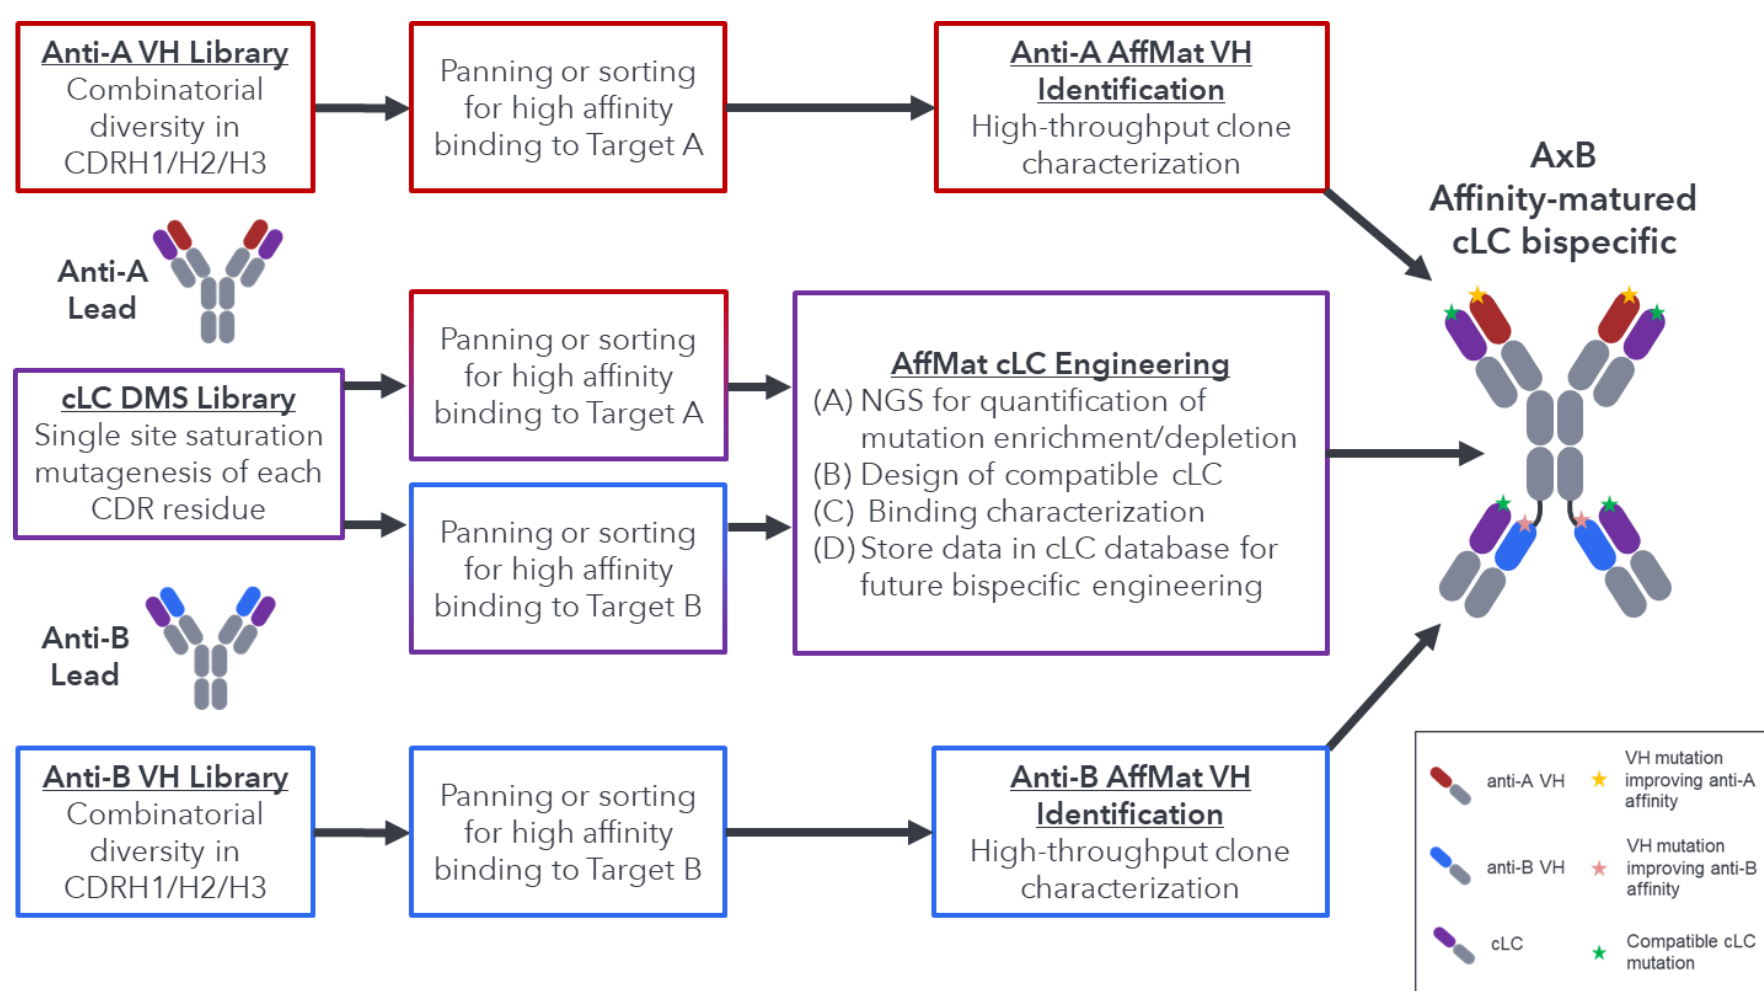 Anti-A VH Library
Combinatorial
diversity in
CDRH1/H2/H3
Panning or sorting
for high affinity
binding to Target A
Anti-A AffMat VH
Identification
High-throughput clone
characterization
AxB
Affinity-matured
cLC bispecific
Anti-A
Lead
cLC DMS Library
Single site saturation
mutagenesis of each
CDR residue
Panning or sorting
for high affinity
binding to Target A
Panning or sorting
for high affinity
binding to Target B
AffMat cLC Engineering
(A) NGS for quantification of
mutation enrichment/depletion
(B) Design of compatible cLC
(C) Binding characterization
(D) Store data in cLC database for
future bispecific engineering
Anti-B
Lead
Anti-B VH Library
Combinatorial
diversity in
CDRH1/H2/H3
Panning or sorting
for high affinity
binding to Target B
Anti-B AffMat VH
Identification
High-throughput clone
characterization
anti-A VH
VH mutation
improving anti-A
affinity
anti-B VH
VH mutation
improving anti-B
affinity
cLC
Compatible cLC
mutation